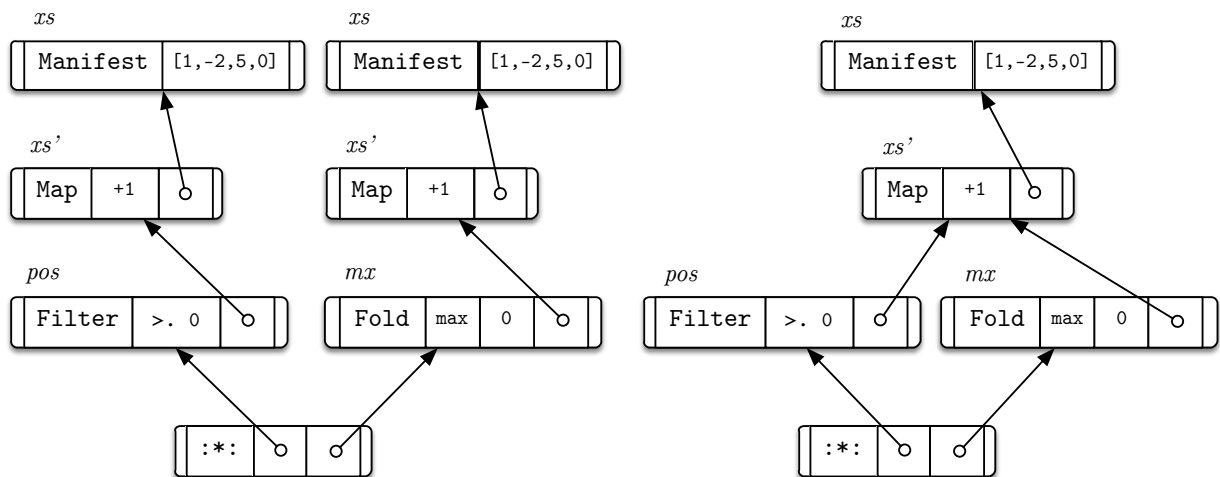 xs xs xs
Manifest [1,-2,5,0] Manifest [1,-2,5,0] Manifest [1,-2,5,0]
xs' xs' xs'
Map +1 Map +1 Map +1
pos mx pos mx
Filter >. 0 Fold max 0 Filter >. 0 Fold max 0
:*: :*: